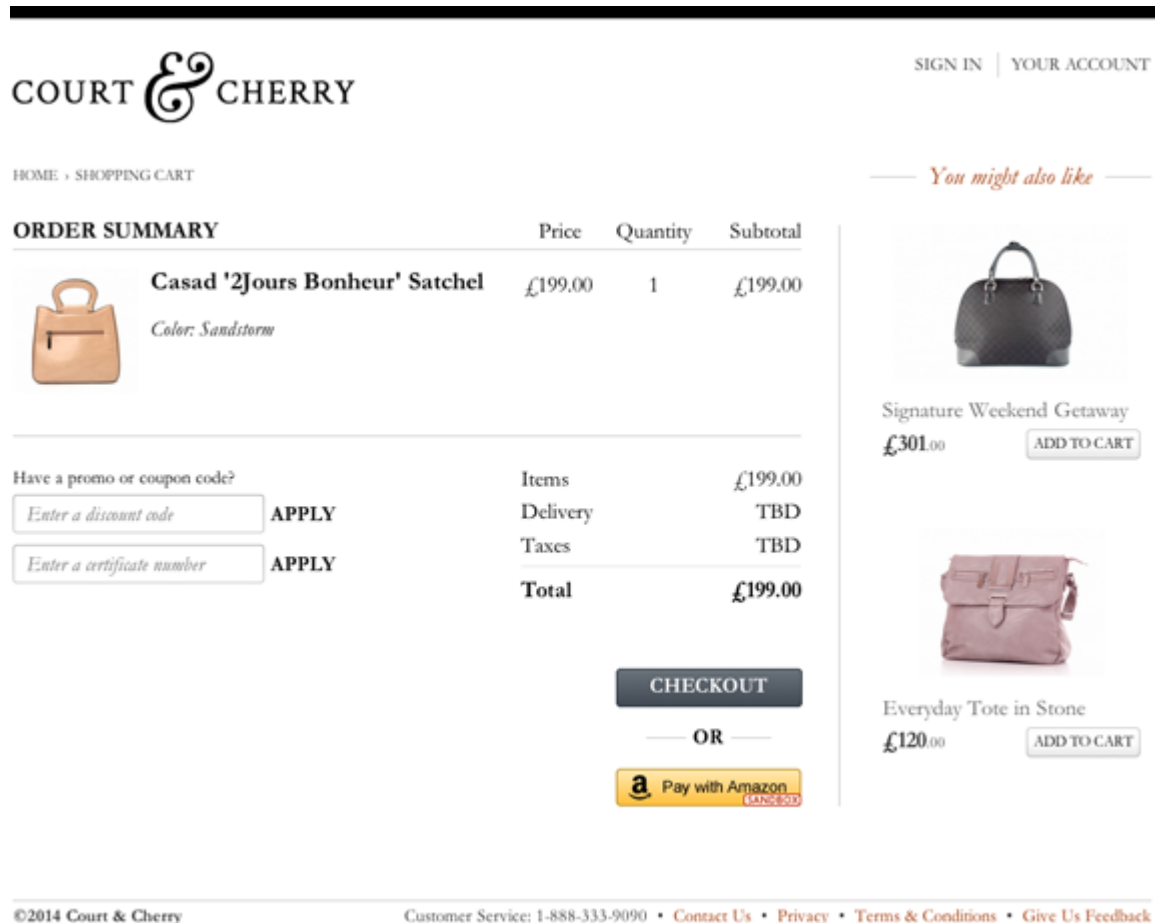 COURT & CHERRY
SIGN IN | YOUR ACCOUNT
HOME › SHOPPING CART
ORDER SUMMARY Price Quantity Subtotal
Casad '2Jours Bonheur' Satchel £199.00 1 £199.00
Color: Sandstorm
Have a promo or coupon code?
Enter a discount code APPLY
Enter a certificate number APPLY
Items £199.00
Delivery TBD
Taxes TBD
Total £199.00
CHECKOUT
OR
a Pay with Amazon
SANDBOX
You might also like
Signature Weekend Getaway
£301.00 ADD TO CART
Everyday Tote in Stone
£120.00 ADD TO CART
©2014 Court & Cherry Customer Service: 1-888-333-9090 • Contact Us • Privacy • Terms & Conditions • Give Us Feedback